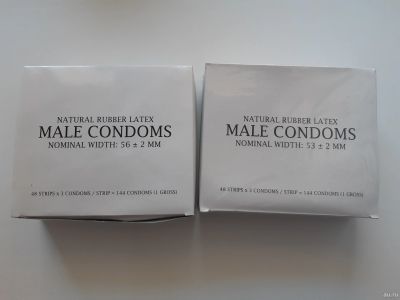 NATURAL RUBBER LATEX
MALE CONDOMS
NOMINAL WIDTH: 56 ± 2 MM
48 STRIPS x 3 CONDOMS / STRIP = 144 CONDOMS (1 GROSS)
NATURAL RUBBER LATEX
MALE CONDOMS
NOMINAL WIDTH: 53 ± 2 MM
48 STRIPS x 3 CONDOMS / STRIP = 144 CONDOMS (1 GROSS)